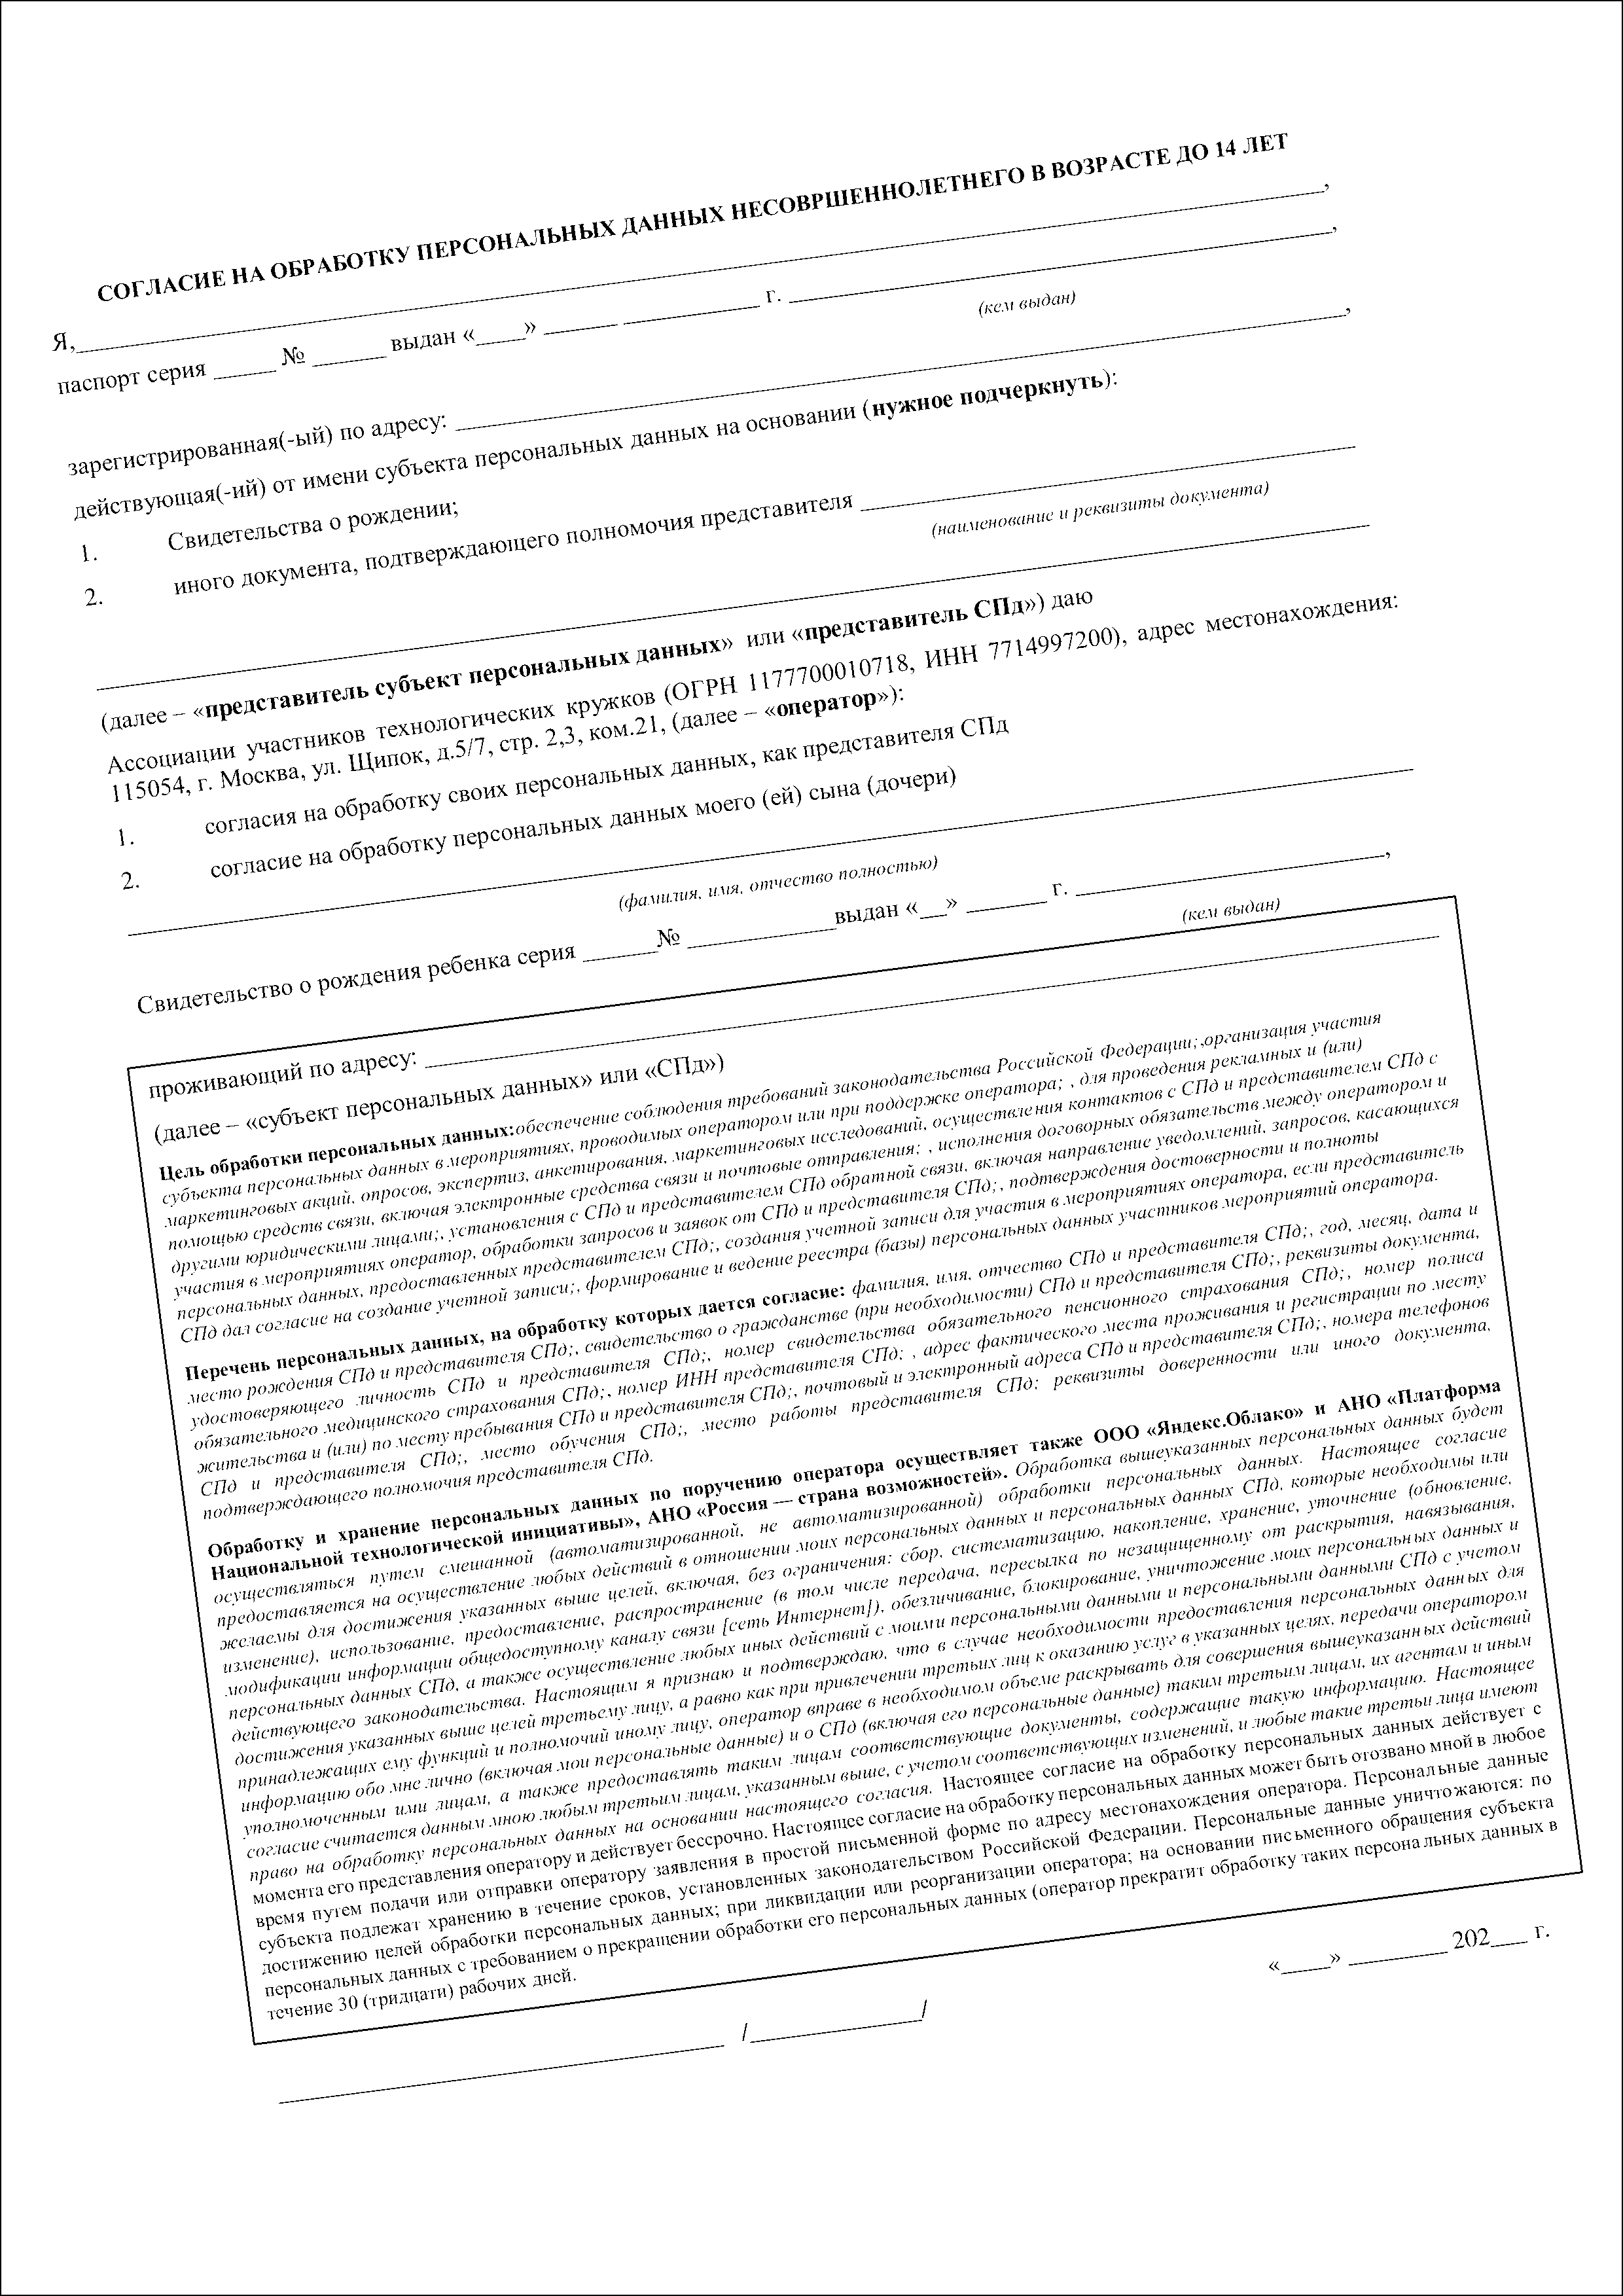 СОГЛАСИЕ НА ОБРАБОТКУ ПЕРСОНАЛЬНЫХ ДАННЫХ НЕСОВРШЕННОЛЕТНЕГО В ВОЗРАСТЕ ДО 14 ЛЕТ
Я,____________________________________________,
паспорт серия _____ № ________ выдан «____» ______ ___________ г. ____________________,
(кем выдан)
зарегистрированная(-ый) по адресу: ____________________________________________,
действующая(-ий) от имени субъекта персональных данных на основании (нужное подчеркнуть):
1. Свидетельства о рождении;
2. иного документа, подтверждающего полномочия представителя ____________________
(наименование и реквизиты документа)
____________________________________________
(далее – «представитель субъект персональных данных» или «представитель СПд») даю
Ассоциации участников технологических кружков (ОГРН 1177700010718, ИНН 7714997200), адрес местонахождения:
115054, г. Москва, ул. Щипок, д.5/7, стр. 2,3, ком.21, (далее – «оператор»):
1. согласия на обработку своих персональных данных, как представителя СПд
2. согласие на обработку персональных данных моего (ей) сына (дочери)
____________________________________________
(фамилия, имя, отчество полностью)
Свидетельство о рождения ребенка серия ______№ ____________выдан «__» ______ г. ____________________,
(кем выдан)
проживающий по адресу: ____________________________________________
(далее – «субъект персональных данных» или «СПд»)
Цель обработки персональных данных:обеспечение соблюдения требований законодательства Российской Федерации;,организация участия
субъекта персональных данных в мероприятиях, проводимых оператором или при поддержке оператора; , для проведения рекламных и (или)
маркетинговых акций, опросов, экспертиз, анкетирования, маркетинговых исследований, осуществления контактов с СПд и представителем СПд с
помощью средств связи, включая электронные средства связи и почтовые отправления; , исполнения договорных обязательств между оператором и
другими юридическими лицами;, установления с СПд и представителем СПд обратной связи, включая направление уведомлений, запросов, касающихся
участия в мероприятиях оператор, обработки запросов и заявок от СПд и представителя СПд;, подтверждения достоверности и полноты
персональных данных, предоставленных представителем СПд;, создания учетной записи для участия в мероприятиях оператора, если представитель
СПд дал согласие на создание учетной записи;, формирование и ведение реестра (базы) персональных данных участников мероприятий оператора.
Перечень персональных данных, на обработку которых дается согласие: фамилия, имя, отчество СПд и представителя СПд;, год, месяц, дата и
место рождения СПд и представителя СПд;, свидетельство о гражданстве (при необходимости) СПд и представителя СПд;, реквизиты документа,
удостоверяющего личность СПд и представителя СПд;, номер свидетельства обязательного пенсионного страхования СПд;, номер полиса
обязательного медицинского страхования СПд;, номер ИНН представителя СПд; , адрес фактического места проживания и регистрации по месту
жительства и (или) по месту пребывания СПд и представителя СПд;, почтовый и электронный адреса СПд и представителя СПд;, номера телефонов
СПд и представителя СПд;, место обучения СПд;, место работы представителя СПд; реквизиты доверенности или иного документа,
подтверждающего полномочия представителя СПд.
Обработку и хранение персональных данных по поручению оператора осуществляет также ООО «Яндекс.Облако» и АНО «Платформа
Национальной технологической инициативы», АНО «Россия — страна возможностей». Обработка вышеуказанных персональных данных будет
осуществляться путем смешанной (автоматизированной, не автоматизированной) обработки персональных данных. Настоящее согласие
предоставляется на осуществление любых действий в отношении моих персональных данных и персональных данных СПд, которые необходимы или
желаемы для достижения указанных выше целей, включая, без ограничения: сбор, систематизацию, накопление, хранение, уточнение (обновление,
изменение), использование, предоставление, распространение (в том числе передача, пересылка по незащищенному от раскрытия, навязывания,
модификации информации общедоступному каналу связи [сеть Интернет]), обезличивание, блокирование, уничтожение моих персональных данных и
персональных данных СПд, а также осуществление любых иных действий с моими персональными данными и персональными данными СПд с учетом
действующего законодательства. Настоящим я признаю и подтверждаю, что в случае необходимости предоставления персональных данных для
достижения указанных выше целей третьему лицу, а равно как при привлечении третьих лиц к оказанию услуг в указанных целях, передачи оператором
принадлежащих ему функций и полномочий иному лицу, оператор вправе в необходимом объеме раскрывать для совершения вышеуказанных действий
информацию обо мне лично (включая мои персональные данные) и о СПд (включая его персональные данные) таким третьим лицам, их агентам и иным
уполномоченным ими лицам, а также предоставлять таким лицам соответствующие документы, содержащие такую информацию. Настоящее
согласие считается данным мною любым третьим лицам, указанным выше, с учетом соответствующих изменений, и любые такие третьи лица имеют
право на обработку персональных данных на основании настоящего согласия. Настоящее согласие на обработку персональных данных действует с
момента его представления оператору и действует бессрочно. Настоящее согласие на обработку персональных данных может быть отозвано мной в любое
время путем подачи или отправки оператору заявления в простой письменной форме по адресу местонахождения оператора. Персональные данные
субъекта подлежат хранению в течение сроков, установленных законодательством Российской Федерации. Персональные данные уничтожаются: по
достижению целей обработки персональных данных; при ликвидации или реорганизации оператора; на основании письменного обращения субъекта
персональных данных с требованием о прекращении обработки его персональных данных (оператор прекратит обработку таких персональных данных в
течение 30 (тридцати) рабочих дней.
«____» ________ 202___ г.
____________________________________ /______________/